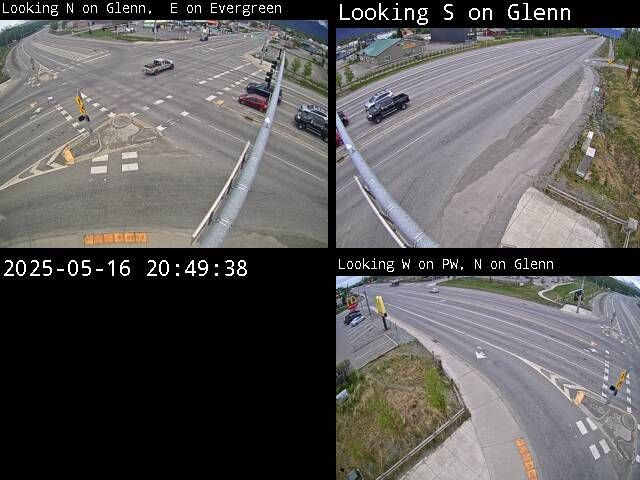 Looking N on Glenn,  E on Evergreen
Looking S on Glenn
2025-05-16 20:49:38
Looking W on PW, N on Glenn